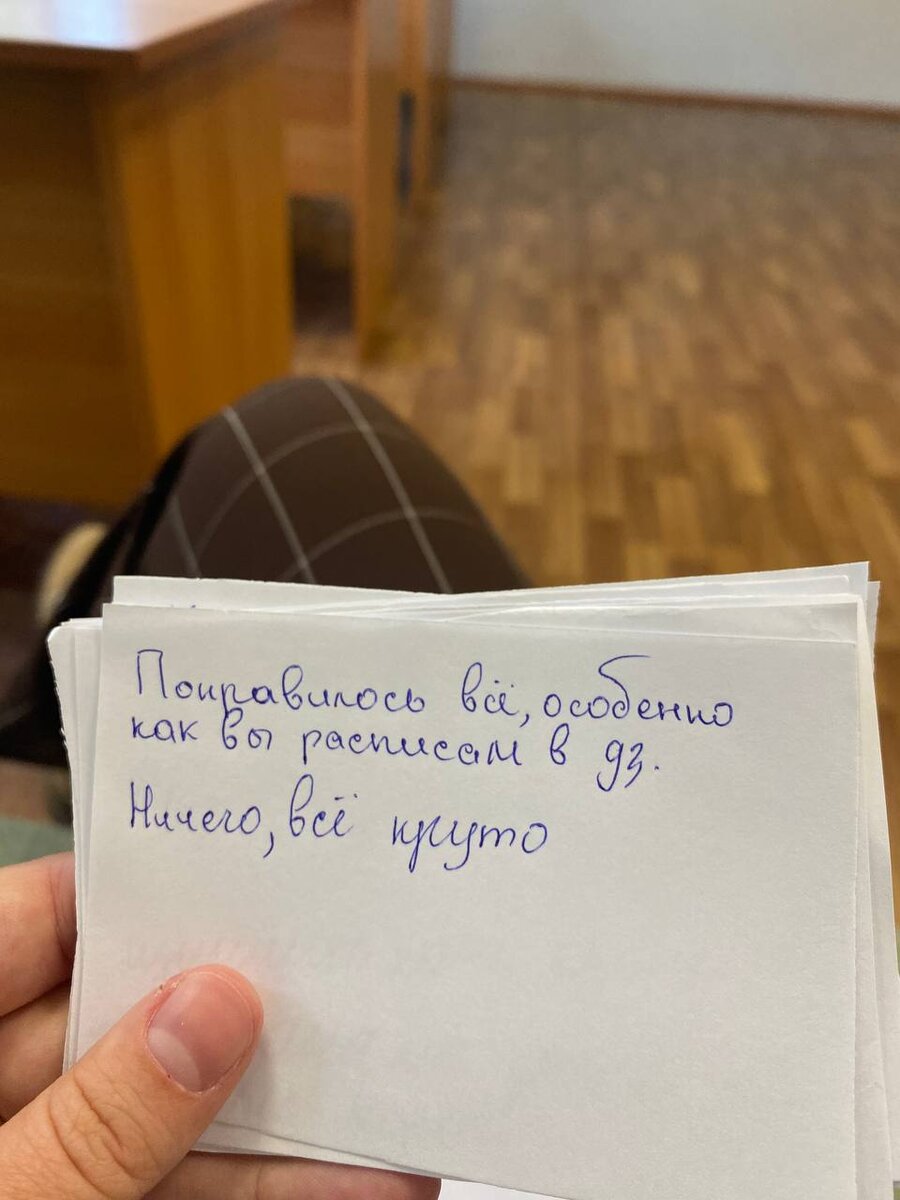 Понравилось всё, особенно
как вы расписали в дз.
Ничего, всё круто